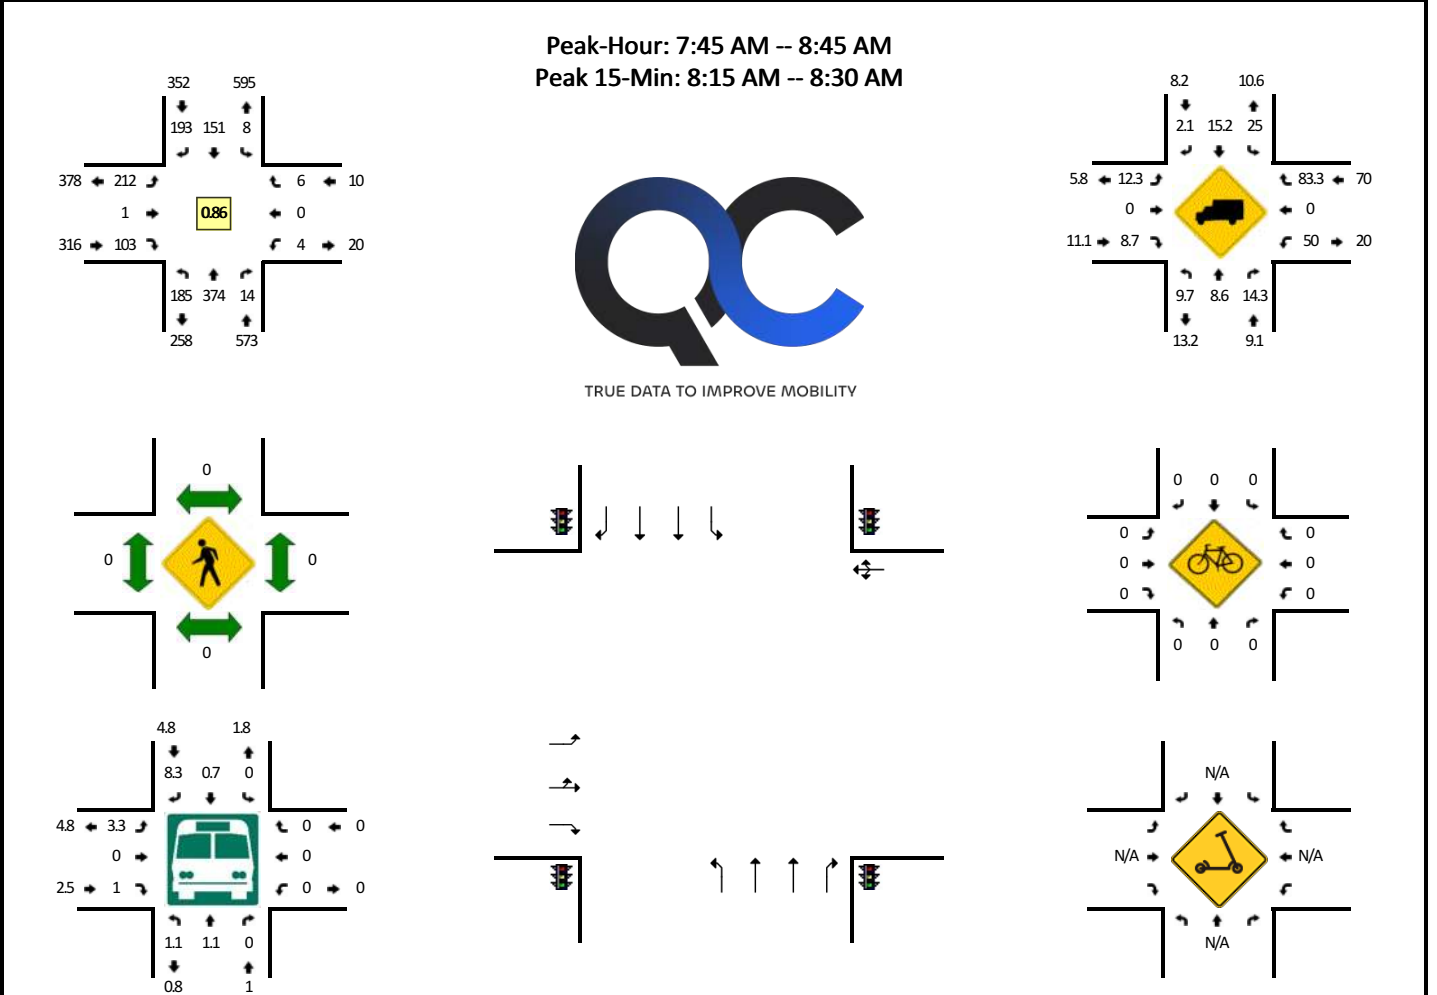 Peak-Hour: 7:45 AM -- 8:45 AM
Peak 15-Min: 8:15 AM -- 8:30 AM
352 595
193 151 8
378 212 6 10
1 0.86 0
316 103 4 20
185 374 14
258 573
8.2 10.6
2.1 15.2 25
5.8 12.3 83.3 70
0 0
11.1 8.7 50 20
9.7 8.6 14.3
13.2 9.1
QC
TRUE DATA TO IMPROVE MOBILITY
0
0 0
0
0 0 0
0 0
0 0
0 0
0 0 0
4.8 1.8
8.3 0.7 0
4.8 3.3 0 0
0 0
2.5 1 0 0
1.1 1.1 0
0.8 1
N/A
N/A N/A
N/A